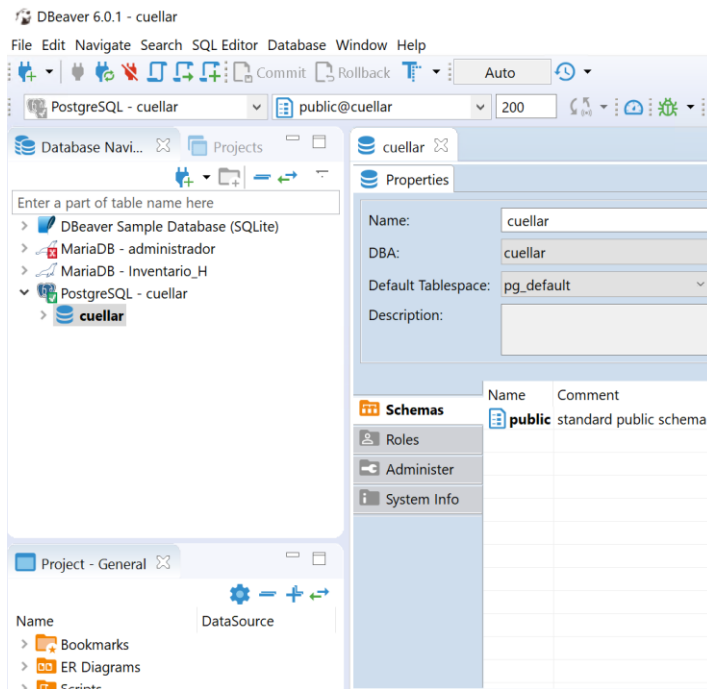 DBeaver 6.0.1 - cuellar
File Edit Navigate Search SQL Editor Database Window Help
Commit Rollback Auto
PostgreSQL - cuellar public@cuellar 200
Database Navi... Projects
Enter a part of table name here
DBeaver Sample Database (SQLite)
MariaDB - administrador
MariaDB - Inventario_H
PostgreSQL - cuellar
cuellar
cuellar
Properties
Name: cuellar
DBA: cuellar
Default Tablespace: pg_default
Description:
Schemas
Roles
Administer
System Info
Name Comment
public standard public schema
Project - General
Name DataSource
Bookmarks
ER Diagrams
Scripts